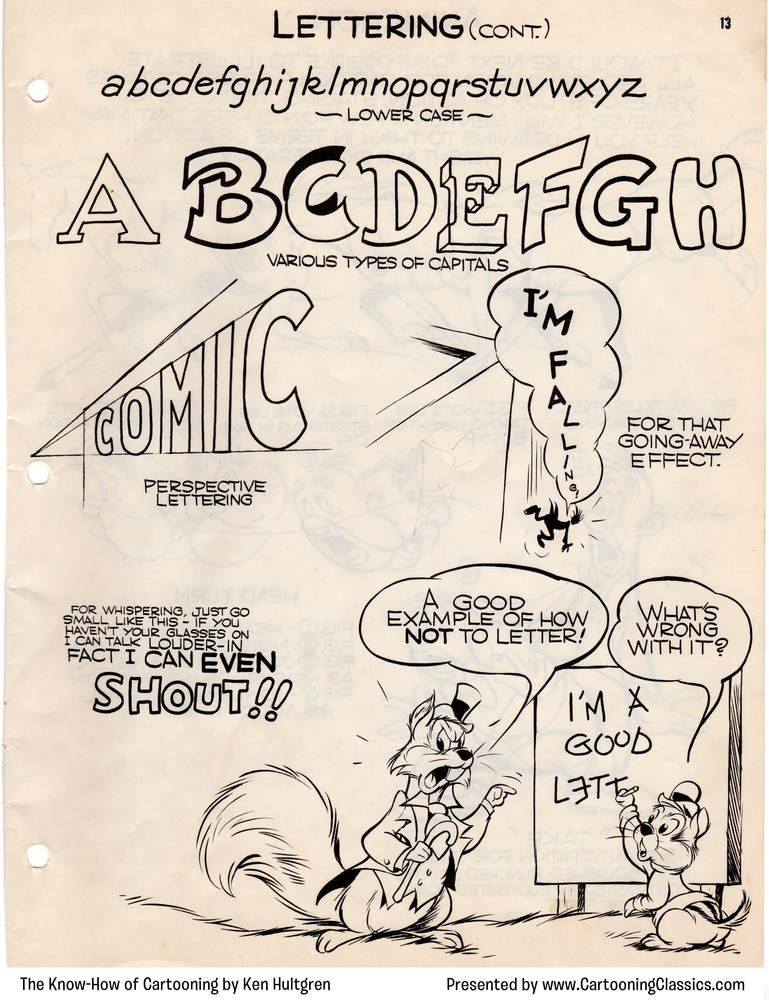 LETTERING (CONT.)
13
abcdefghijklmnopqrstuvwxyz
~ LOWER CASE ~
A B C D E F G H
VARIOUS TYPES OF CAPITALS
COMIC
PERSPECTIVE
LETTERING
I'M
FALLING!
FOR THAT
GOING-AWAY
EFFECT.
FOR WHISPERING, JUST GO
SMALL LIKE THIS - IF YOU
HAVEN'T YOUR GLASSES ON
I CAN TALK LOUDER-IN
FACT I CAN EVEN
SHOUT!!
A GOOD
EXAMPLE OF HOW
NOT TO LETTER!
WHAT'S
WRONG
WITH IT?
I'M A
GOOD
LETT
The Know-How of Cartooning by Ken Hultgren
Presented by www.CartooningClassics.com